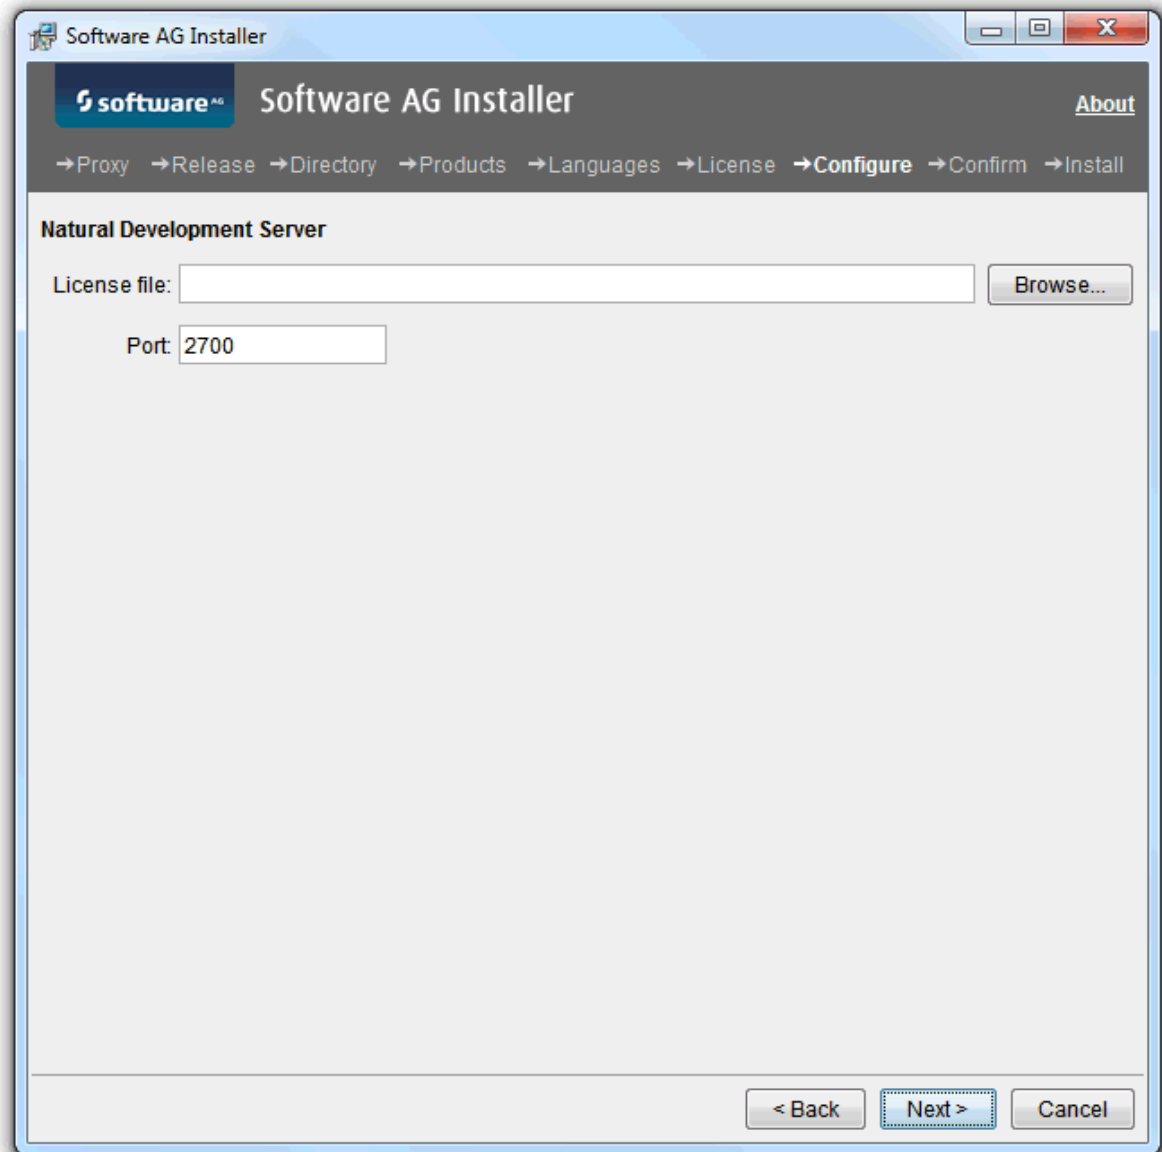 Software AG Installer
software AG Software AG Installer About
→Proxy →Release →Directory →Products →Languages →License →Configure →Confirm →Install
Natural Development Server
License file: Browse...
Port: 2700
< Back Next > Cancel